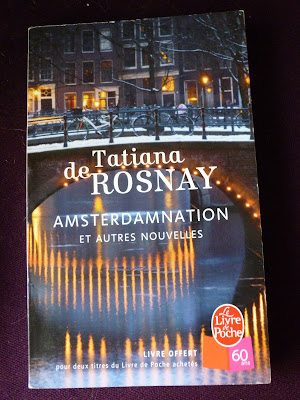 Tatiana
de ROSNAY
AMSTERDAMNATION
ET AUTRES NOUVELLES
Le
Livre
de
Poche
60
ans
LIVRE OFFERT
pour deux titres du Livre de Poche achetés